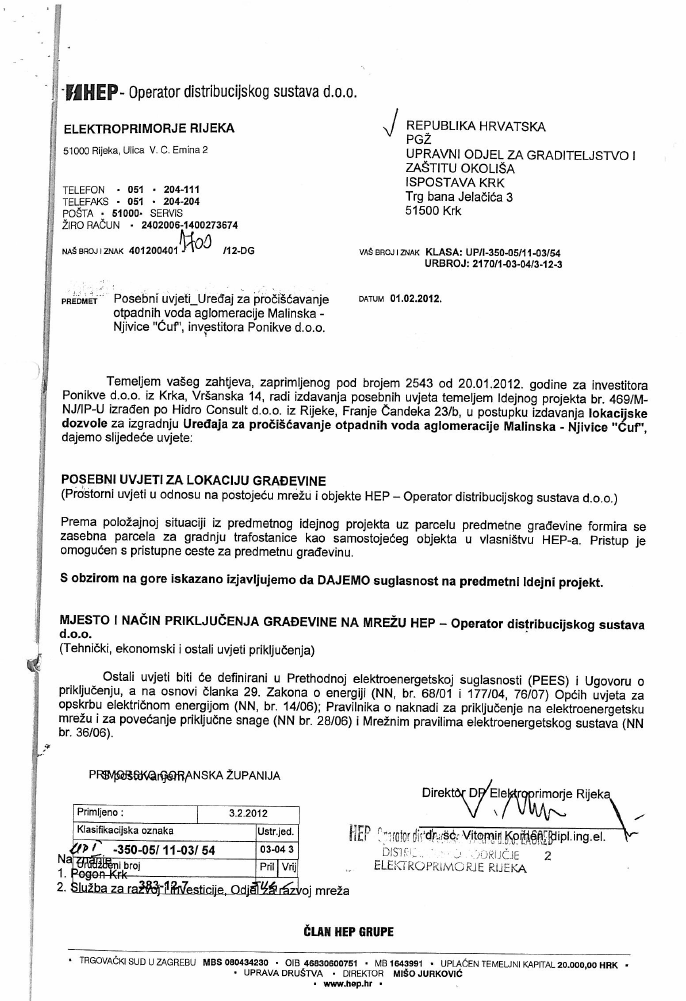 HEP - Operator distribucijskog sustava d.o.o.
ELEKTROPRIMORJE RIJEKA
51000 Rijeka, Ulica V. C. Emina 2
TELEFON • 051 • 204-111
TELEFAKS • 051 • 204-204
POŠTA • 51000 • SERVIS
ŽIRO RAČUN • 2402006-1400273674
NAŠ BROJ I ZNAK 401200401 /12-DG
REPUBLIKA HRVATSKA
PGŽ
UPRAVNI ODJEL ZA GRADITELJSTVO I
ZAŠTITU OKOLIŠA
ISPOSTAVA KRK
Trg bana Jelačića 3
51500 Krk
VAŠ BROJ I ZNAK KLASA: UP/I-350-05/11-03/54
URBROJ: 2170/1-03-04/3-12-3
PREDMET Posebni uvjeti_Uređaj za pročišćavanje
otpadnih voda aglomeracije Malinska -
Njivice "Ćuf", investitora Ponikve d.o.o.
DATUM 01.02.2012.
Temeljem vašeg zahtjeva, zaprimljenog pod brojem 2543 od 20.01.2012. godine za investitora
Ponikve d.o.o. iz Krka, Vršanska 14, radi izdavanja posebnih uvjeta temeljem Idejnog projekta br. 469/M-
NJ/IP-U izrađen po Hidro Consult d.o.o. iz Rijeke, Franje Čandeka 23/b, u postupku izdavanja lokacijske
dozvole za izgradnju Uređaja za pročišćavanje otpadnih voda aglomeracije Malinska - Njivice "Ćuf",
dajemo slijedeće uvjete:
POSEBNI UVJETI ZA LOKACIJU GRAĐEVINE
(Prostorni uvjeti u odnosu na postojeću mrežu i objekte HEP – Operator distribucijskog sustava d.o.o.)
Prema položajnoj situaciji iz predmetnog idejnog projekta uz parcelu predmetne građevine formira se
zasebna parcela za gradnju trafostanice kao samostojećeg objekta u vlasništvu HEP-a. Pristup je
omogućen s pristupne ceste za predmetnu građevinu.
S obzirom na gore iskazano izjavljujemo da DAJEMO suglasnost na predmetni Idejni projekt.
MJESTO I NAČIN PRIKLJUČENJA GRAĐEVINE NA MREŽU HEP – Operator distribucijskog sustava
d.o.o.
(Tehnički, ekonomski i ostali uvjeti priključenja)
Ostali uvjeti biti će definirani u Prethodnoj elektroenergetskoj suglasnosti (PEES) i Ugovoru o
priključenju, a na osnovi članka 29. Zakona o energiji (NN, br. 68/01 i 177/04, 76/07) Općih uvjeta za
opskrbu električnom energijom (NN, br. 14/06); Pravilnika o naknadi za priključenje na elektroenergetsku
mrežu i za povećanje priključne snage (NN br. 28/06) i Mrežnim pravilima elektroenergetskog sustava (NN
br. 36/06).
PRIMORSKO GORANSKA ŽUPANIJA
S poštovanjem,
Primljeno : 3.2.2012
Klasifikacijska oznaka Ustr.jed.
UP/I -350-05/ 11-03/ 54 03-04 3
Urudžbeni broj Pril Vrij
383-12-7
Direktor DP Elektroprimorje Rijeka
dr. sc. Vitomir Komen, dipl.ing.el.
HEP
2
ELEKTROPRIMORJE RIJEKA
Na znanje
1. Pogon Krk
2. Služba za razvoj i investicije, Odjel za razvoj mreža
ČLAN HEP GRUPE
• TRGOVAČKI SUD U ZAGREBU MBS 080434230 • OIB 46830600751 • MB 1643991 • UPLAĆEN TEMELJNI KAPITAL 20.000,00 HRK •
• UPRAVA DRUŠTVA • DIREKTOR MIŠO JURKOVIĆ
• www.hep.hr •